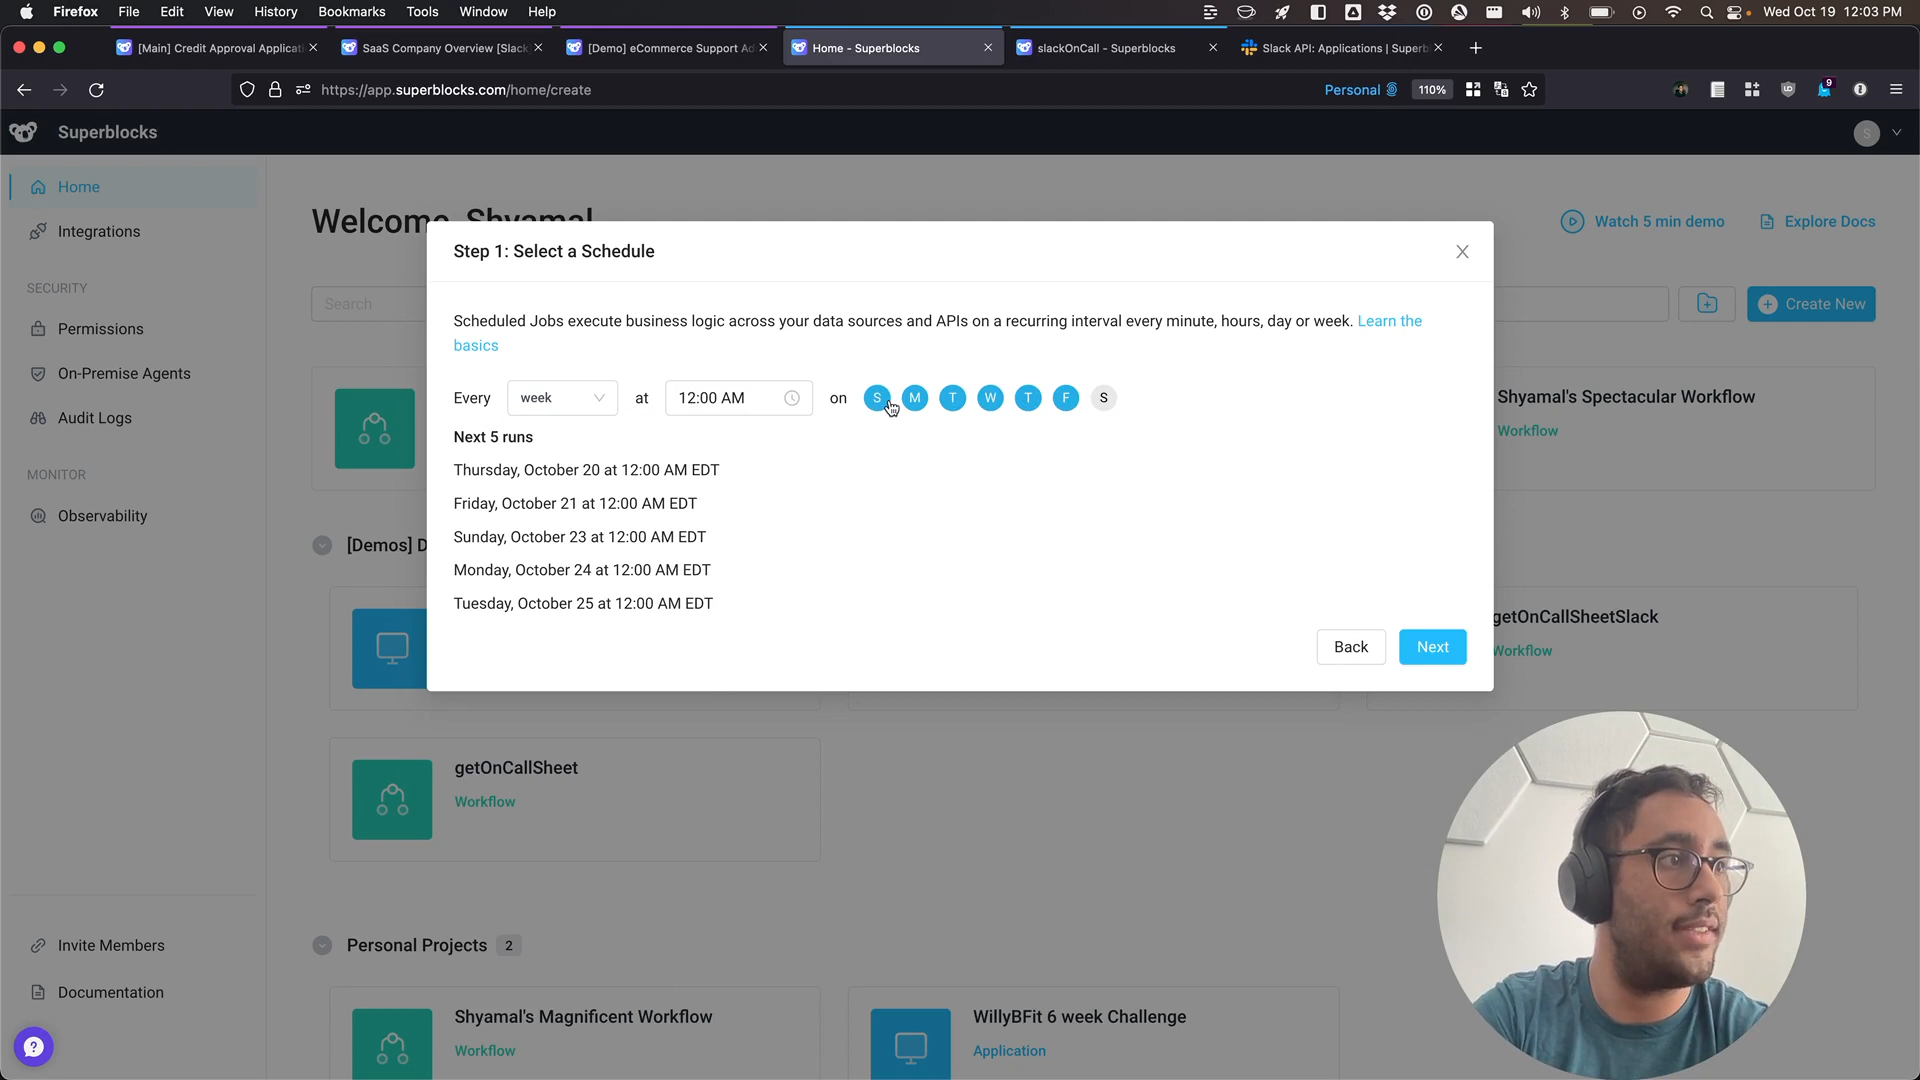 Firefox File Edit View History Bookmarks Tools Window Help
Wed Oct 19 12:03 PM
[Main] Credit Approval Applicati
SaaS Company Overview [Slack
[Demo] eCommerce Support Ad
Home - Superblocks
slackOnCall - Superblocks
Slack API: Applications | Superb
https://app.superblocks.com/home/create
Personal
110%
9
Superblocks
S
Home
Integrations
SECURITY
Permissions
On-Premise Agents
Audit Logs
MONITOR
Observability
Invite Members
Documentation
Welcome, Shyamal
Watch 5 min demo
Explore Docs
Search
Create New
Step 1: Select a Schedule
Scheduled Jobs execute business logic across your data sources and APIs on a recurring interval every minute, hours, day or week. Learn the
basics
Every week at 12:00 AM on S M T W T F S
Next 5 runs
Thursday, October 20 at 12:00 AM EDT
Friday, October 21 at 12:00 AM EDT
Sunday, October 23 at 12:00 AM EDT
Monday, October 24 at 12:00 AM EDT
Tuesday, October 25 at 12:00 AM EDT
Back
Next
Shyamal's Spectacular Workflow
Workflow
[Demos] D
getOnCallSheetSlack
Workflow
getOnCallSheet
Workflow
Personal Projects 2
Shyamal's Magnificent Workflow
Workflow
WillyBFit 6 week Challenge
Application